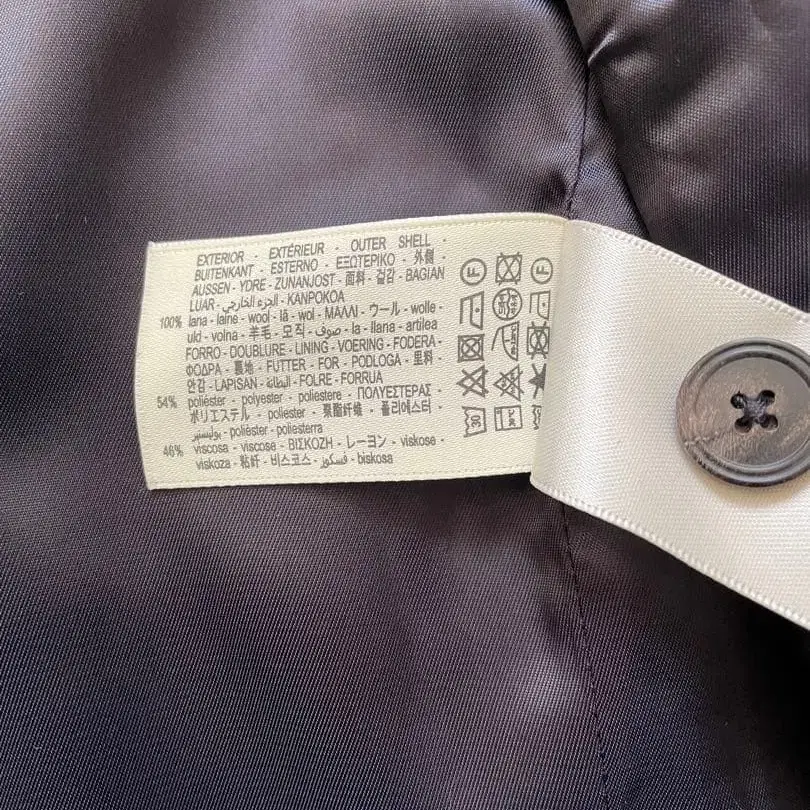 EXTERIOR - EXTÉRIEUR - OUTER SHELL -
BUITENKANT - ESTERNO - ΕΞΩΤΕΡΙΚΟ - 外側 -
AUSSEN - YDRE - ZUNANJOST - 面料 - 겉감 - BAGIAN
LUAR - الجزء الخارجي - KANPOKOA
100% lana - laine - wool - lã - wol - ΜΑΛΛΙ - ウール - wolle -
uld - volna - 羊毛 - 모직 - صوف - la - llana - artilea
FORRO - DOUBLURE - LINING - VOERING - FODERA -
ΦΟΔΡΑ - 裏地 - FUTTER - FOR - PODLOGA - 里料 -
안감 - LAPISAN - البطانة - FOLRE - FORRUA
54% poliéster - polyester - poliestere - ΠΟΛΥΕΣΤΕΡΑΣ -
ポリエステル - poliester - 聚酯纤维 - 폴리에스터 -
بوليستير - polièster - poliesterra
46% viscosa - viscose - ΒΙΣΚΟΖΗ - レーヨン - viskose -
viskoza - 粘纤 - 비스코스 - فسكوز - biskosa
F F